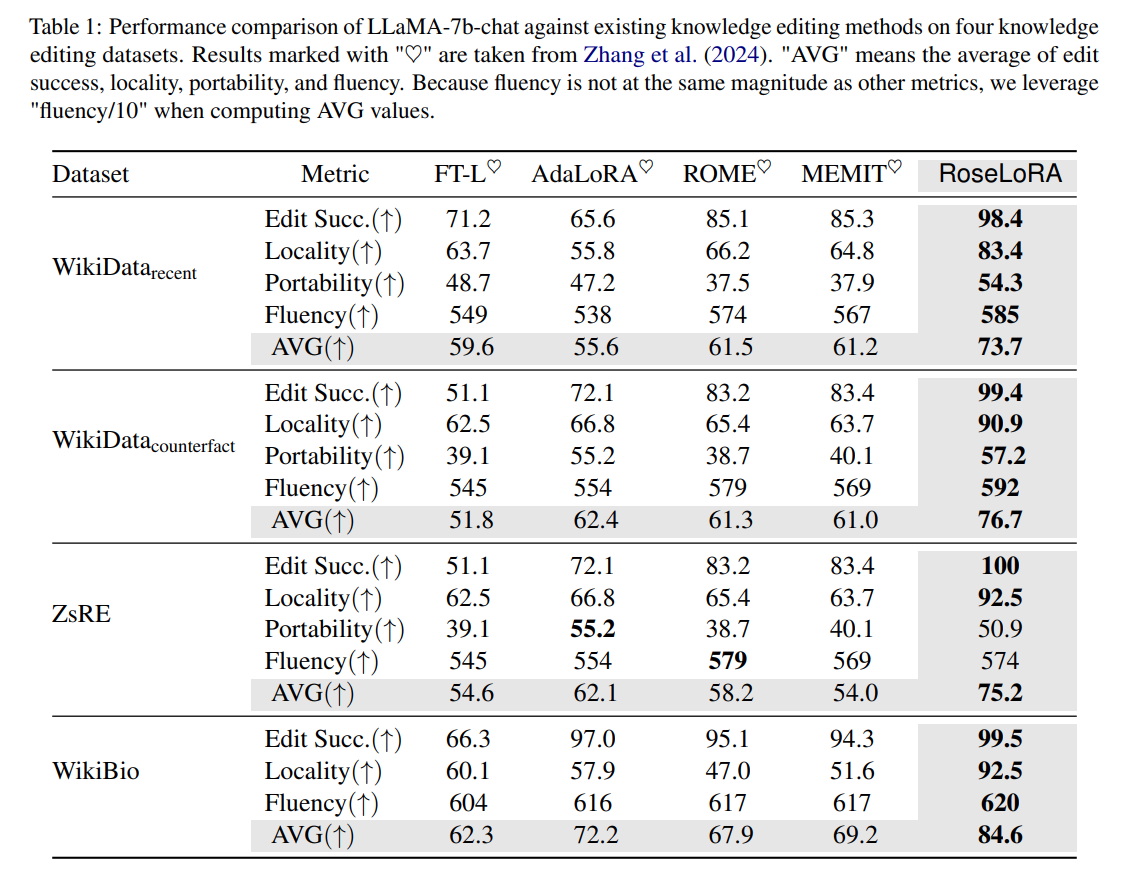 Table 1: Performance comparison of LLaMA-7b-chat against existing knowledge editing methods on four knowledge
editing datasets. Results marked with "♡" are taken from Zhang et al. (2024). "AVG" means the average of edit
success, locality, portability, and fluency. Because fluency is not at the same magnitude as other metrics, we leverage
"fluency/10" when computing AVG values.
Dataset Metric FT-L♡ AdaLoRA♡ ROME♡ MEMIT♡ RoseLoRA
WikiData_recent
Edit Succ.(↑) 71.2 65.6 85.1 85.3 98.4
Locality(↑) 63.7 55.8 66.2 64.8 83.4
Portability(↑) 48.7 47.2 37.5 37.9 54.3
Fluency(↑) 549 538 574 567 585
AVG(↑) 59.6 55.6 61.5 61.2 73.7
WikiData_counterfact
Edit Succ.(↑) 51.1 72.1 83.2 83.4 99.4
Locality(↑) 62.5 66.8 65.4 63.7 90.9
Portability(↑) 39.1 55.2 38.7 40.1 57.2
Fluency(↑) 545 554 579 569 592
AVG(↑) 51.8 62.4 61.3 61.0 76.7
ZsRE
Edit Succ.(↑) 51.1 72.1 83.2 83.4 100
Locality(↑) 62.5 66.8 65.4 63.7 92.5
Portability(↑) 39.1 55.2 38.7 40.1 50.9
Fluency(↑) 545 554 579 569 574
AVG(↑) 54.6 62.1 58.2 54.0 75.2
WikiBio
Edit Succ.(↑) 66.3 97.0 95.1 94.3 99.5
Locality(↑) 60.1 57.9 47.0 51.6 92.5
Fluency(↑) 604 616 617 617 620
AVG(↑) 62.3 72.2 67.9 69.2 84.6